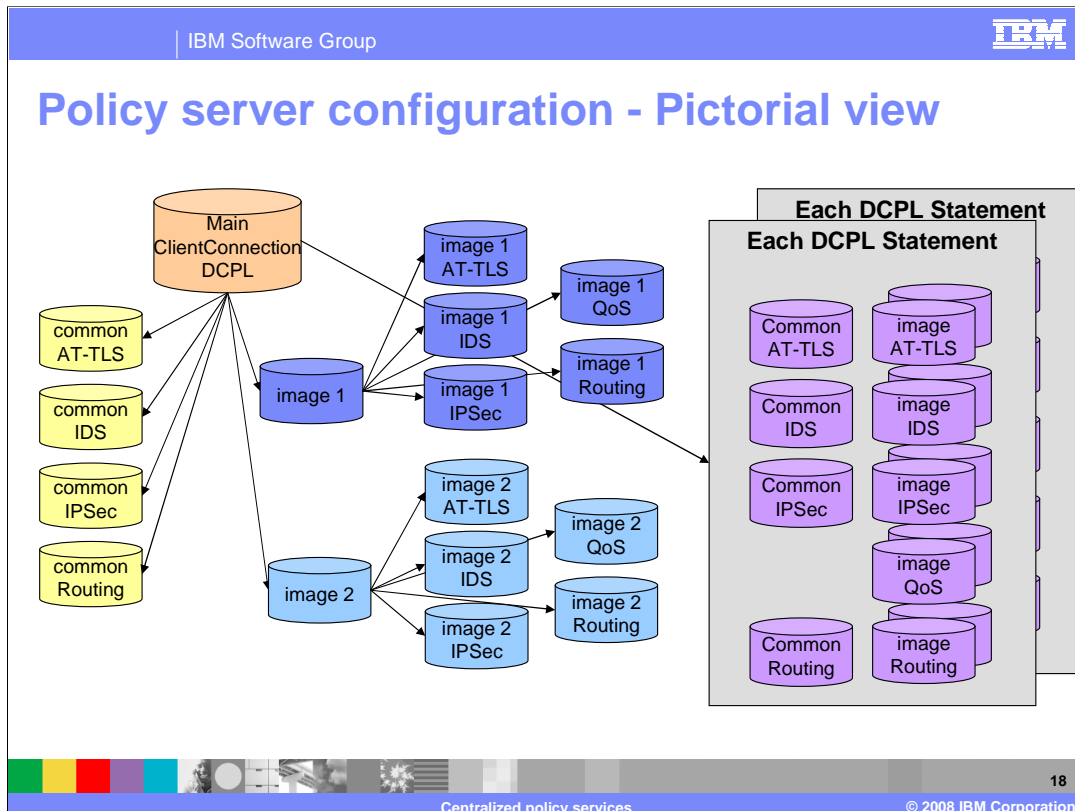 IBM Software Group
IBM
Policy server configuration - Pictorial view
Main
ClientConnection
DCPL
common
AT-TLS
common
IDS
common
IPSec
common
Routing
image 1
image 1
AT-TLS
image 1
IDS
image 1
IPSec
image 1
QoS
image 1
Routing
image 2
image 2
AT-TLS
image 2
IDS
image 2
IPSec
image 2
QoS
image 2
Routing
Each DCPL Statement
Each DCPL Statement
Common
AT-TLS
image
AT-TLS
Common
IDS
image
IDS
Common
IPSec
image
IPSec
image
QoS
Common
Routing
image
Routing
18
Centralized policy services
© 2008 IBM Corporation